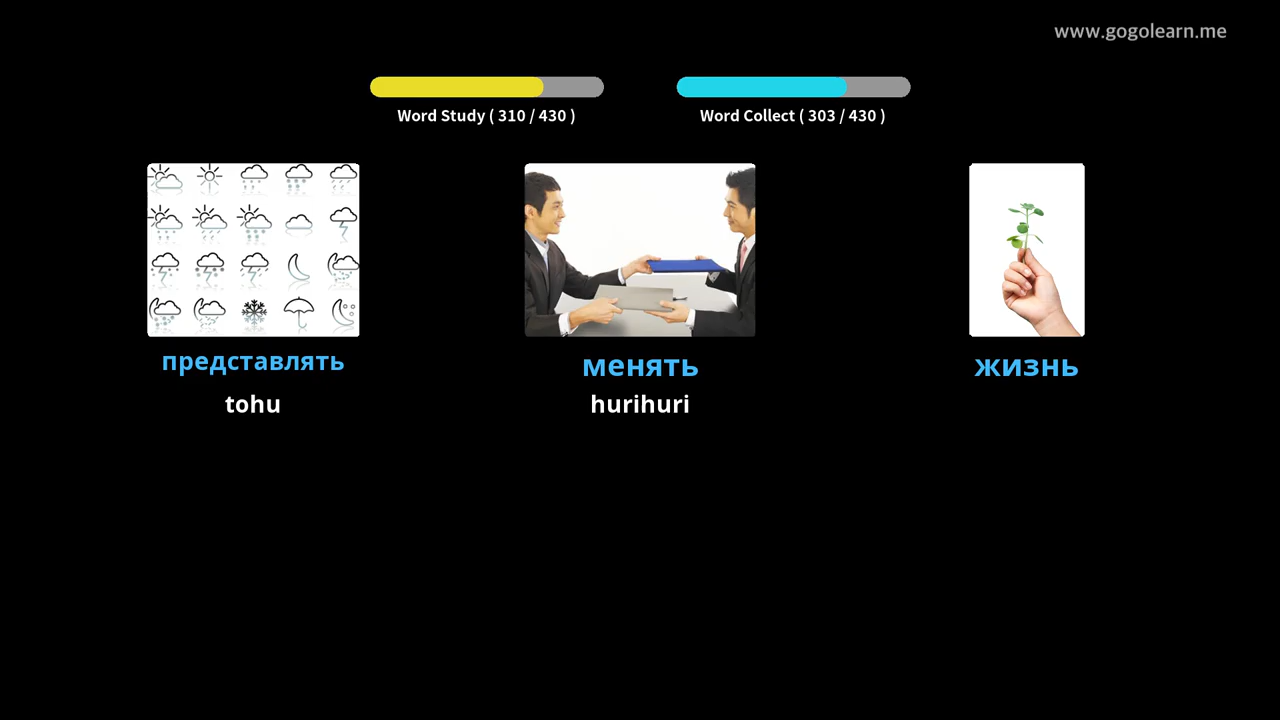 www.gogolearn.me
Word Study ( 310 / 430 )
Word Collect ( 303 / 430 )
представлять
менять
жизнь
tohu
hurihuri